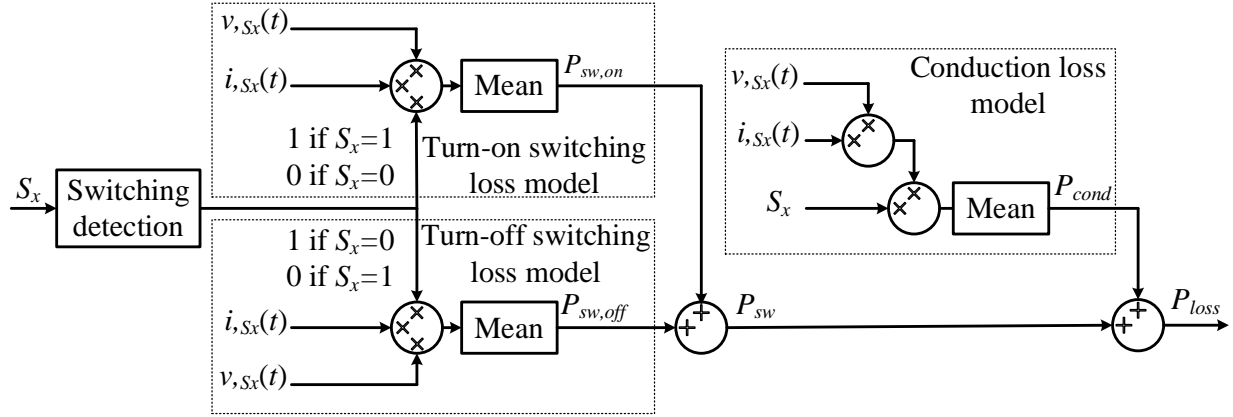 v,Sx(t)
i,Sx(t)
Mean
Psw,on
1 if Sx=1
0 if Sx=0
Turn-on switching
loss model
Sx
Switching
detection
1 if Sx=0
0 if Sx=1
Turn-off switching
loss model
i,Sx(t)
v,Sx(t)
Mean
Psw,off
Psw
Conduction loss
model
v,Sx(t)
i,Sx(t)
Sx
Mean
Pcond
Ploss